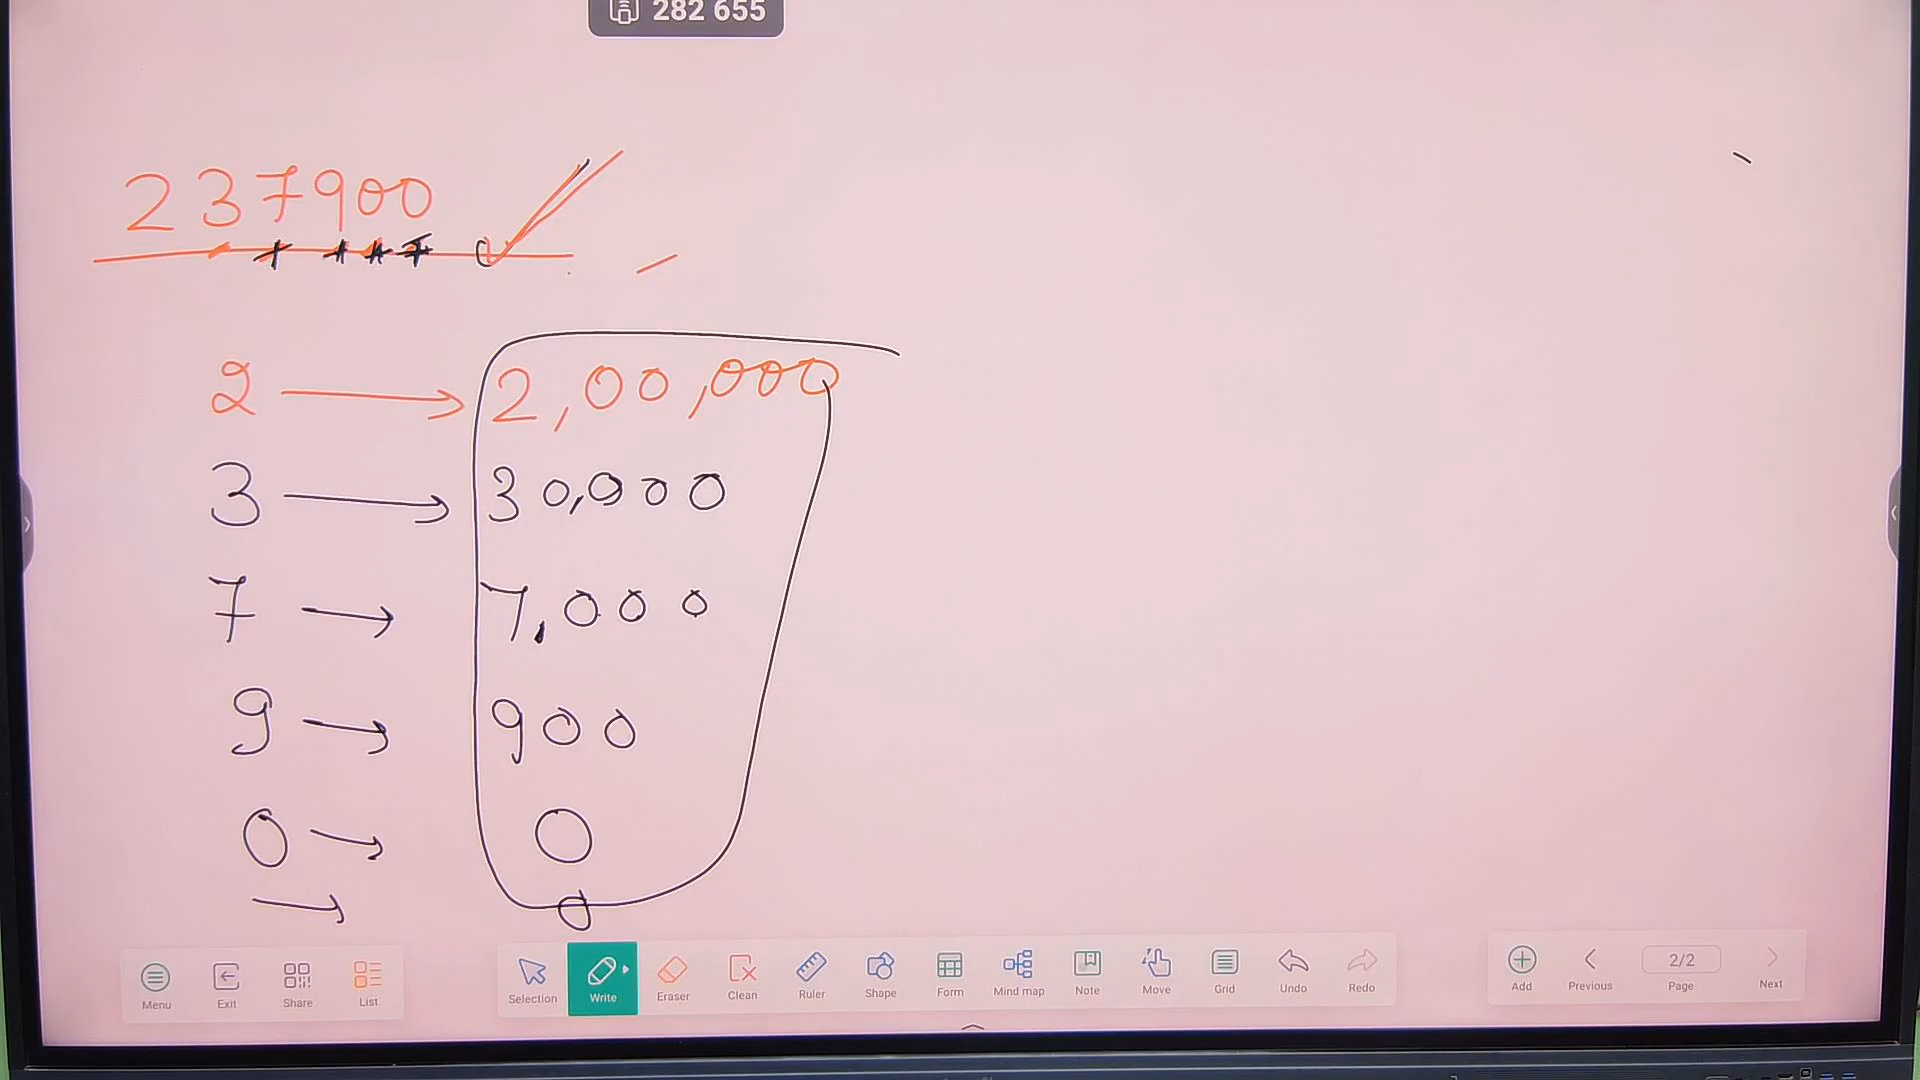 282 655
237900
2 → 2,00,000
3 → 30,000
7 → 7,000
9 → 900
0 → 0
→ 0
Menu Exit Share List Selection Write Eraser Clean Ruler Shape Form Mind map Note Move Grid Undo Redo Add Previous 2/2 Page Next